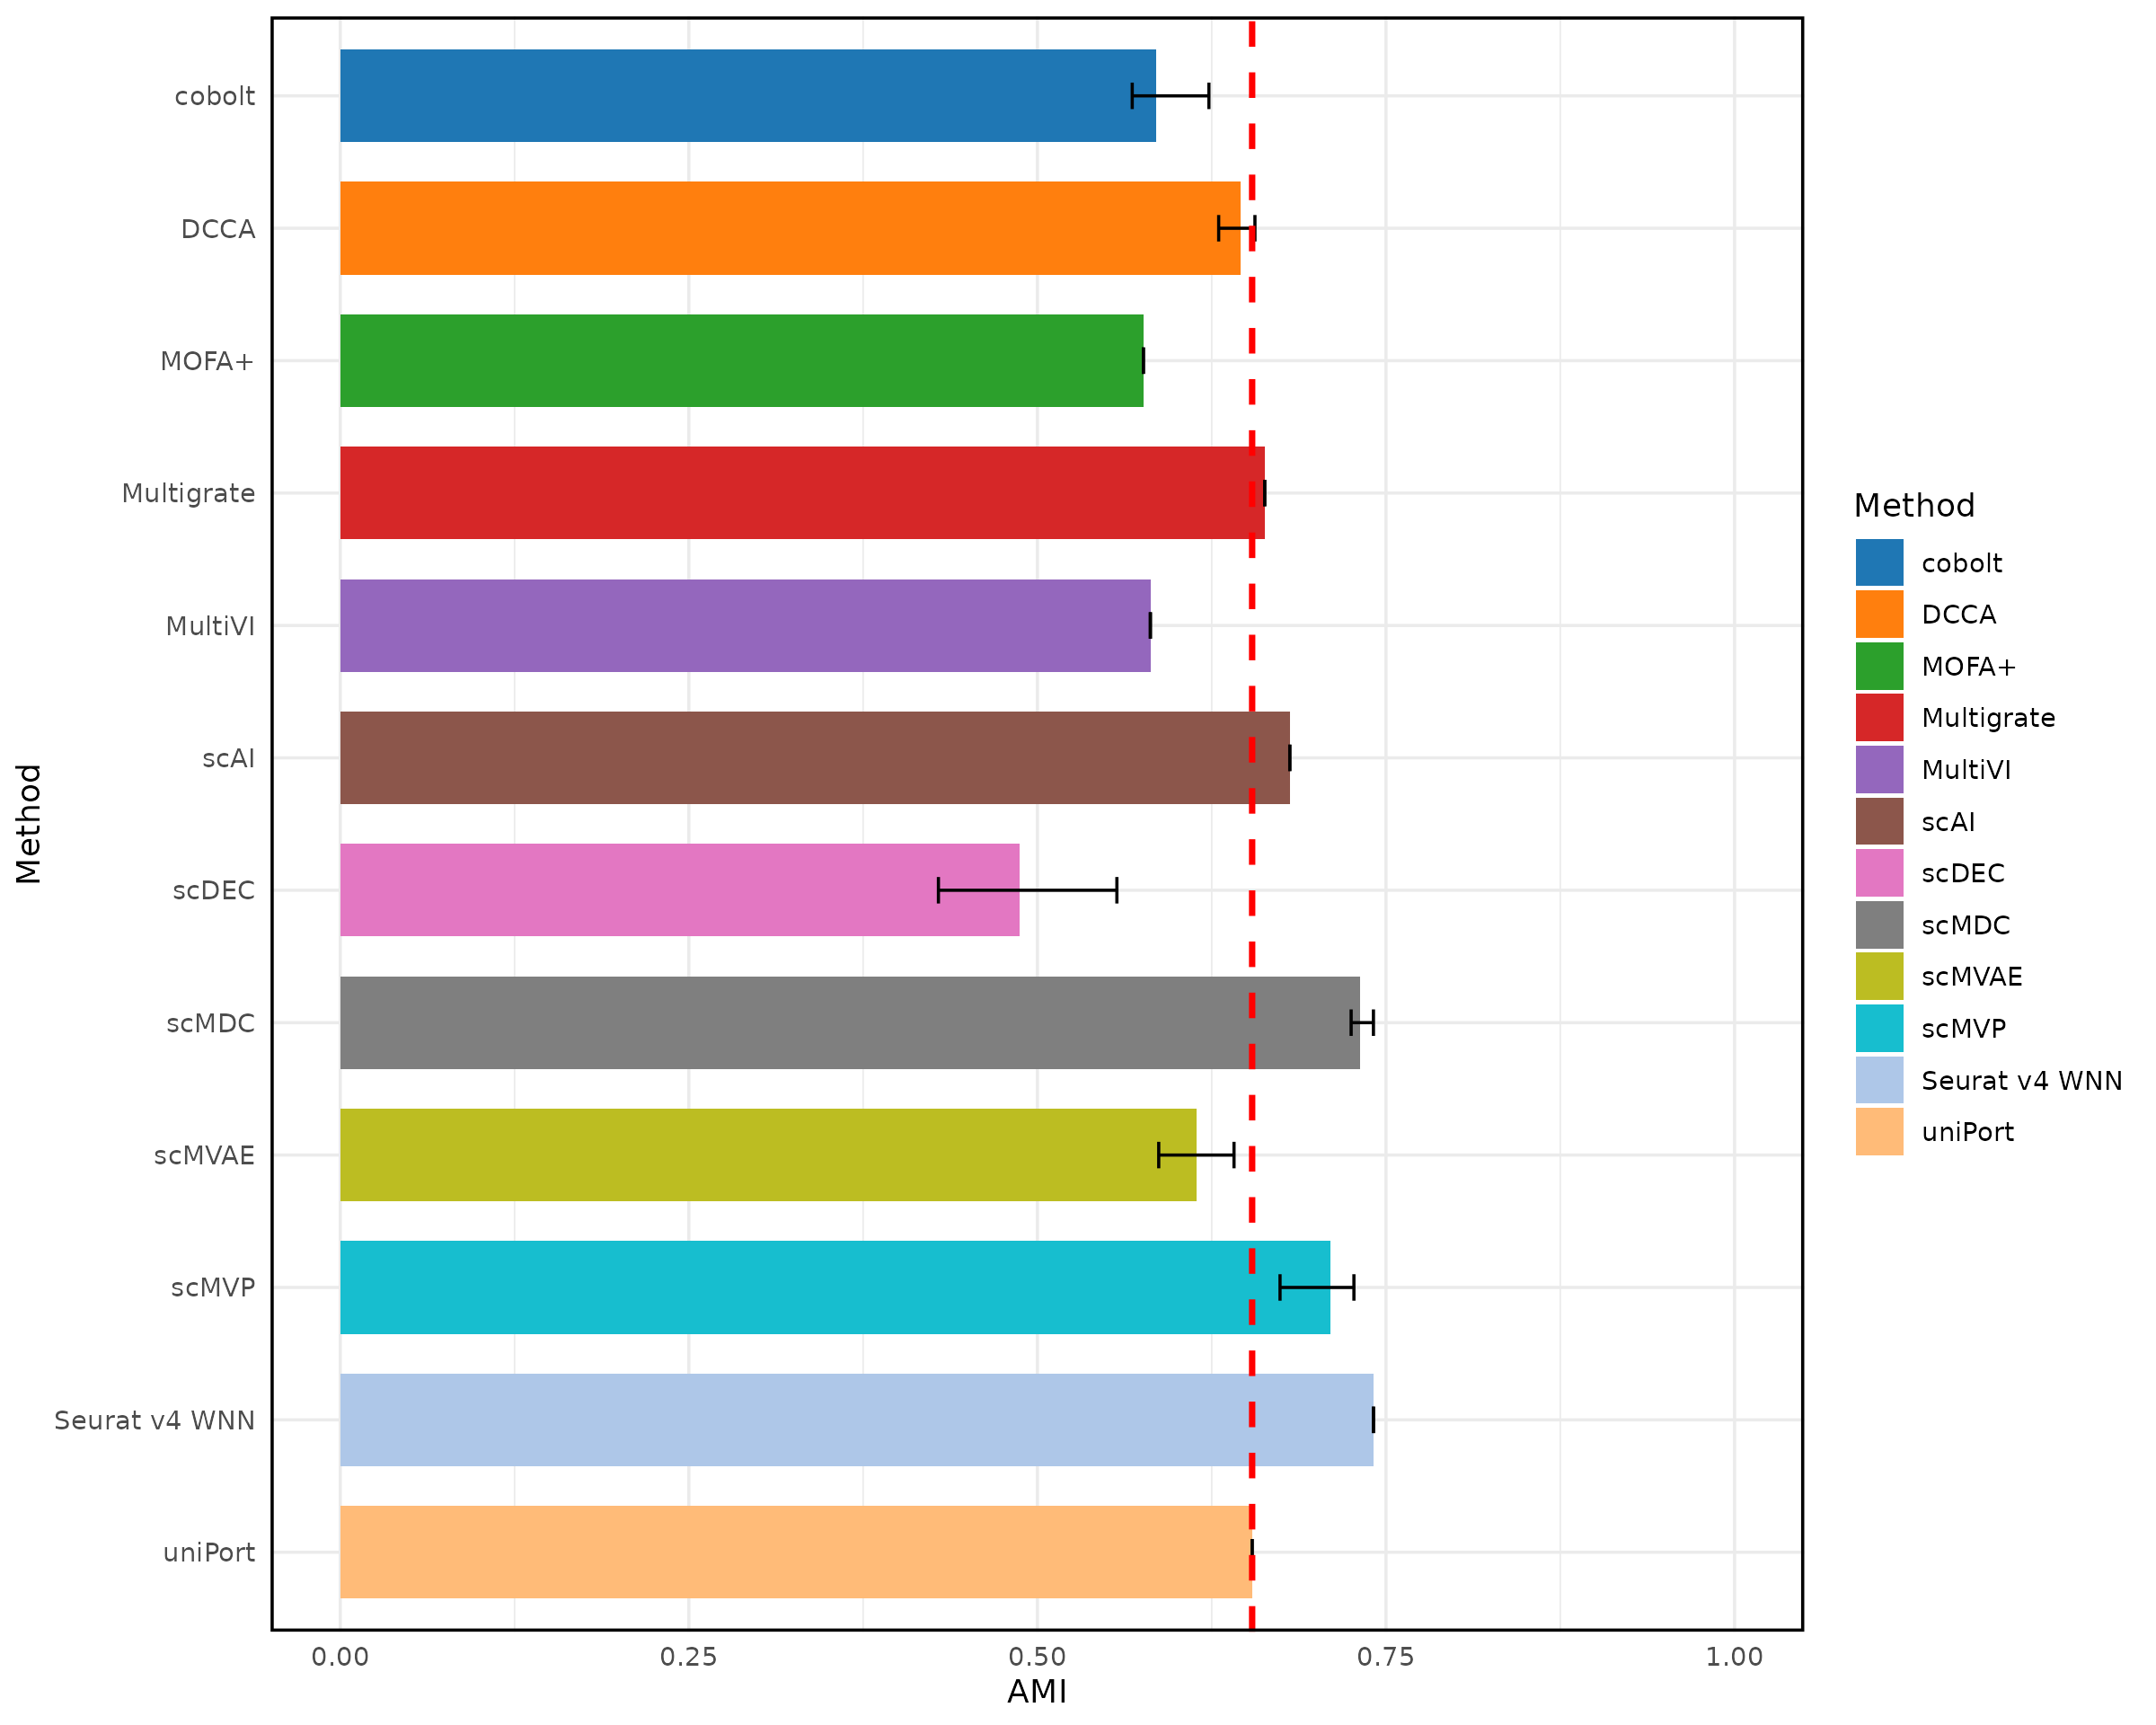 cobolt
DCCA
MOFA+
Multigrate
MultiVI
scAI
scDEC
scMDC
scMVAE
scMVP
Seurat v4 WNN
uniPort
Method
0.00 0.25 0.50 0.75 1.00
AMI
Method
cobolt
DCCA
MOFA+
Multigrate
MultiVI
scAI
scDEC
scMDC
scMVAE
scMVP
Seurat v4 WNN
uniPort